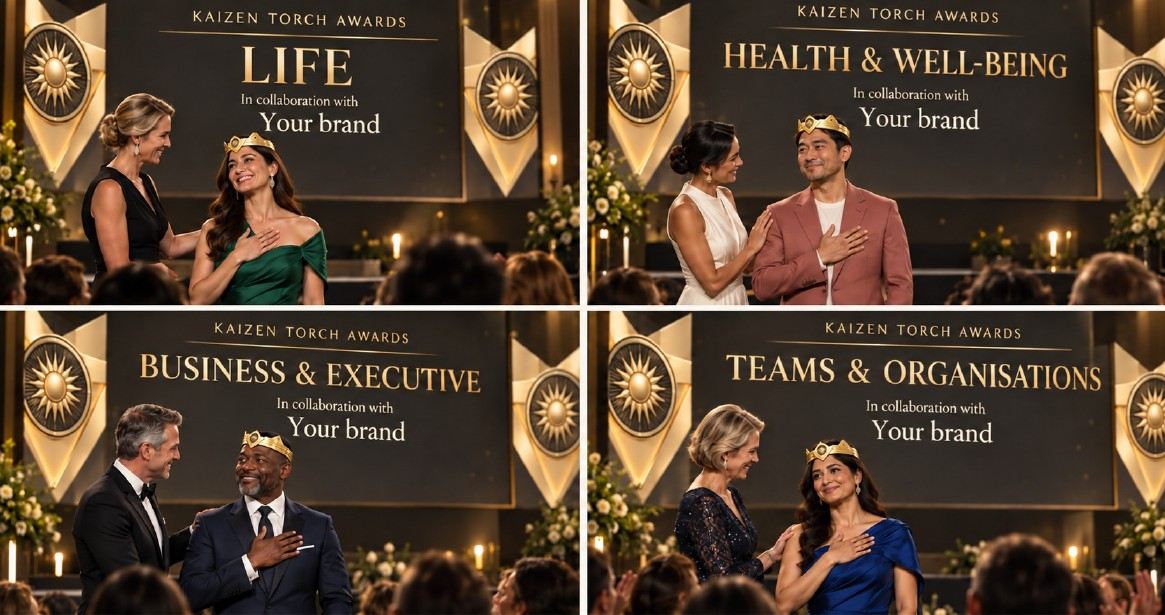 KAIZEN TORCH AWARDS
LIFE
In collaboration with
Your brand
KAIZEN TORCH AWARDS
HEALTH & WELL-BEING
In collaboration with
Your brand
KAIZEN TORCH AWARDS
BUSINESS & EXECUTIVE
In collaboration with
Your brand
KAIZEN TORCH AWARDS
TEAMS & ORGANISATIONS
In collaboration with
Your brand